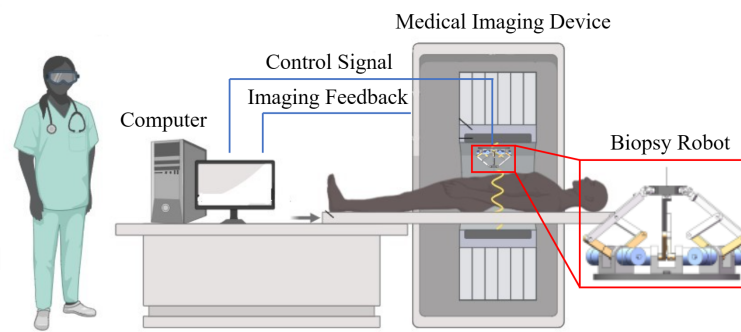 Medical Imaging Device
Control Signal
Imaging Feedback
Computer
Biopsy Robot